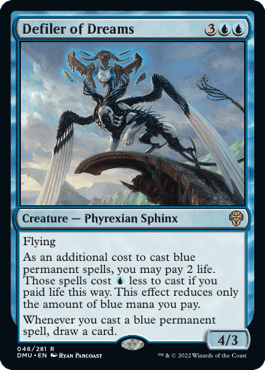 Defiler of Dreams 3
Creature — Phyrexian Sphinx
Flying
As an additional cost to cast blue
permanent spells, you may pay 2 life.
Those spells cost less to cast if you
paid life this way. This effect reduces only
the amount of blue mana you pay.
Whenever you cast a blue permanent
spell, draw a card.
4/3
046/281 R
DMU • EN RYAN PANCOAST
™ & © 2022 Wizards of the Coast